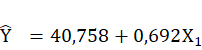 Ŷ = 40,758 + 0,692X₁